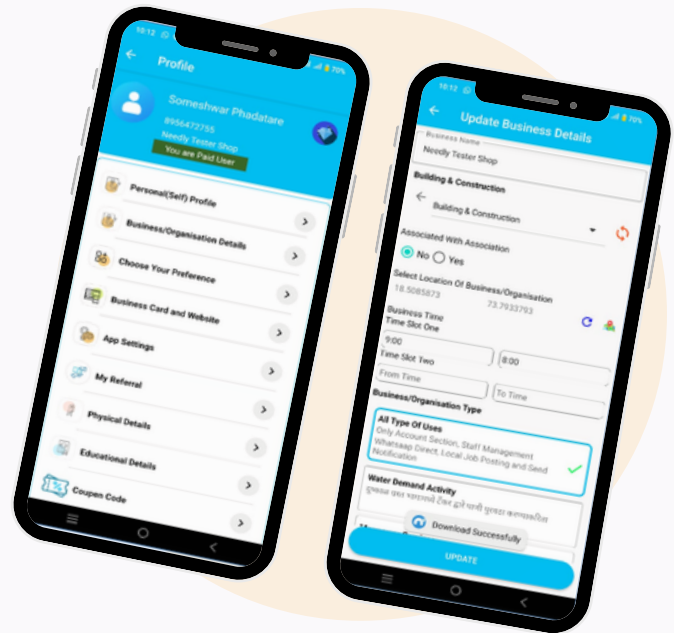 10:12
70%
Profile
Someshwar Phadatare
8956472755
Needly Tester Shop
You are Paid User
Personal(Self) Profile
Business/Organisation Details
Choose Your Preference
Business Card and Website
App Settings
My Referral
Physical Details
Educational Details
Coupen Code
10:12
70%
Update Business Details
Business Name
Needly Tester Shop
Building & Construction
Building & Construction
Associated With Association
No Yes
Select Location Of Business/Organisation
18.5085873 73.7933793
Business Time
Time Slot One
9:00 8:00
Time Slot Two
From Time To Time
Business/Organisation Type
All Type Of Uses
Only Account Section, Staff Management
Whatsaap Direct, Local Job Posting and Send
Notification
Water Demand Activity
Download Successfully
UPDATE